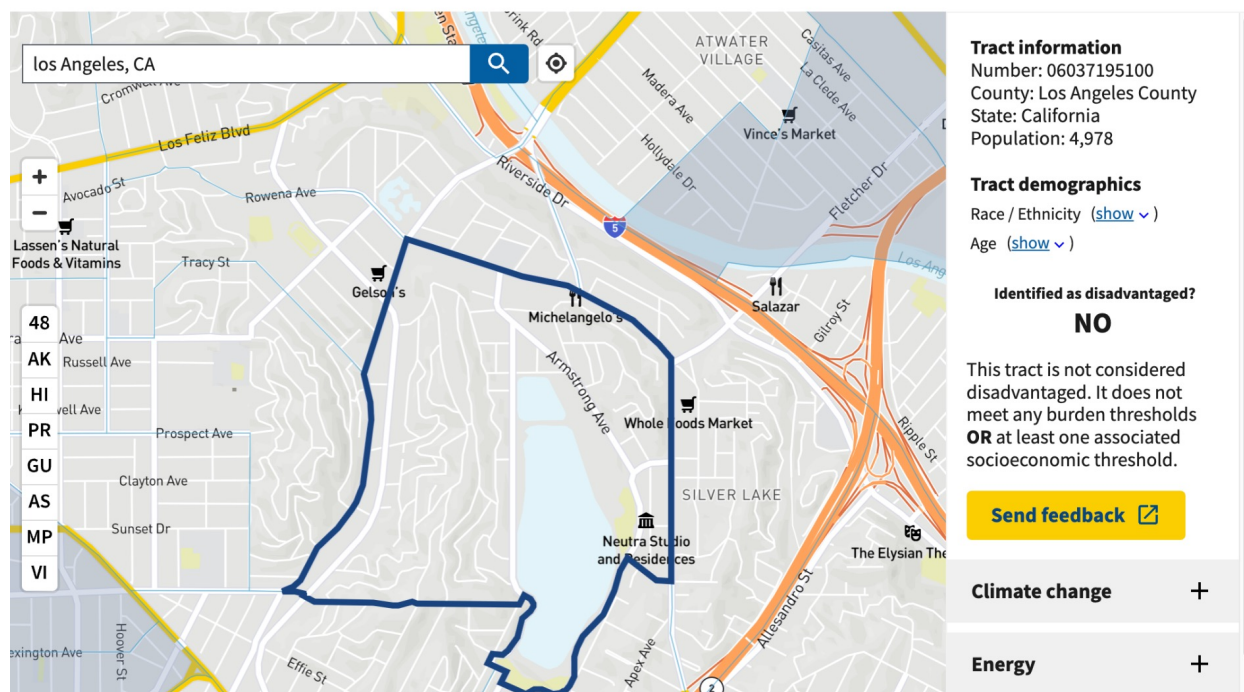 los Angeles, CA
Cromwell Ave
Los Feliz Blvd
Avocado St
Rowena Ave
Riverside Dr
ATWATER
VILLAGE
Casitas Ave
La Clede Ave
Madera Ave
Hollydale Dr
Vince's Market
Fletcher Dr
5
+
−
Lassen's Natural
Foods & Vitamins
Tracy St
Gelson's
Michelangelo's
Salazar
Gilroy St
Los Ang
48
AK
HI
PR
GU
AS
MP
VI
Ave
Russell Ave
well Ave
Prospect Ave
Clayton Ave
Sunset Dr
Armstrong Ave
Whole Foods Market
Ripple St
SILVER LAKE
Neutra Studio
and Residences
The Elysian The
Allesandro St
Hoover St
exington Ave
Effie St
Apex Ave
2
Tract information
Number: 06037195100
County: Los Angeles County
State: California
Population: 4,978
Tract demographics
Race / Ethnicity (show ⌄)
Age (show ⌄)
Identified as disadvantaged?
NO
This tract is not considered
disadvantaged. It does not
meet any burden thresholds
OR at least one associated
socioeconomic threshold.
Send feedback
Climate change +
Energy +